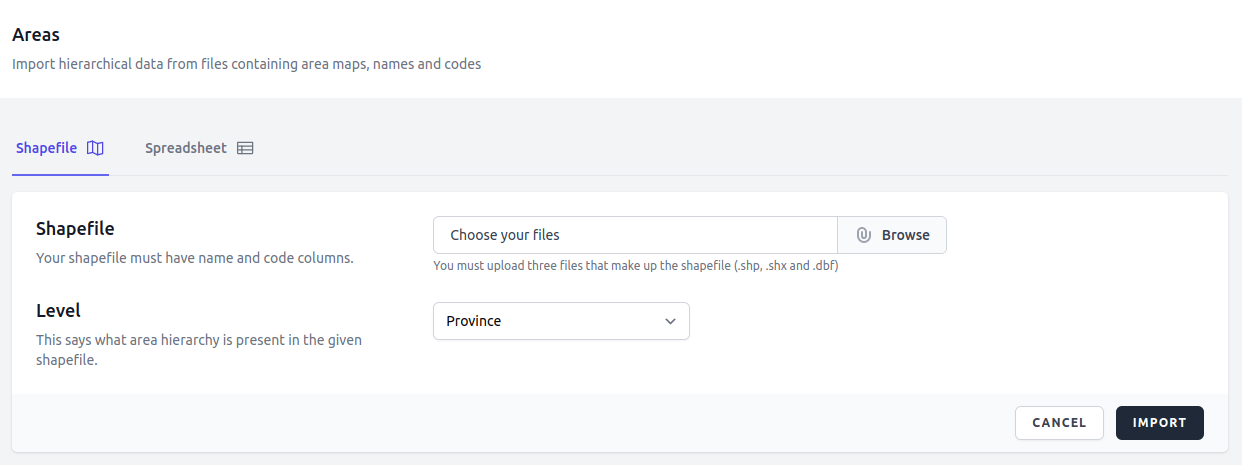 Areas
Import hierarchical data from files containing area maps, names and codes
Shapefile Spreadsheet
Shapefile
Your shapefile must have name and code columns.
Choose your files Browse
You must upload three files that make up the shapefile (.shp, .shx and .dbf)
Level
This says what area hierarchy is present in the given
shapefile.
Province
CANCEL IMPORT